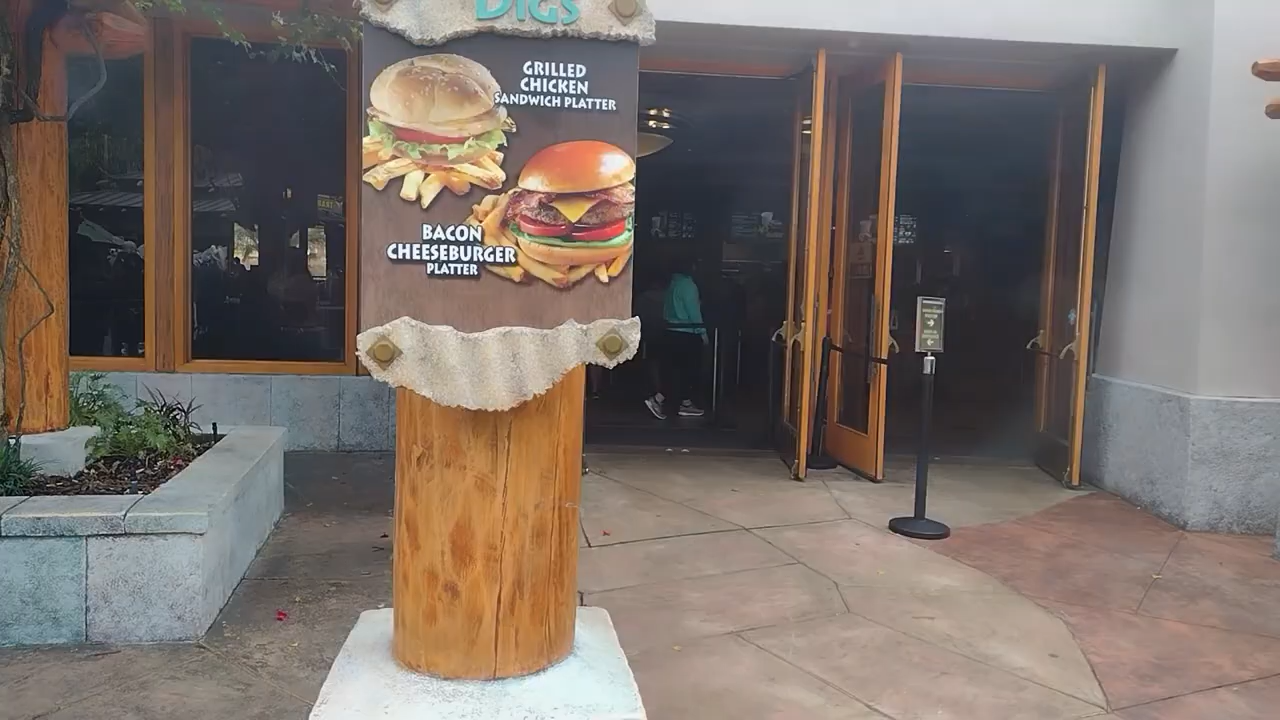 DIGS
GRILLED
CHICKEN
SANDWICH PLATTER
BACON
CHEESEBURGER
PLATTER